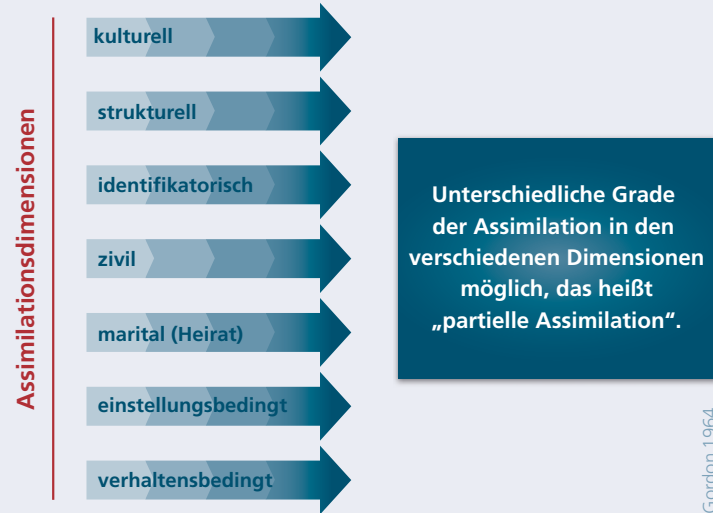 Assimilationsdimensionen
kulturell
strukturell
identifikatorisch
zivil
marital (Heirat)
einstellungsbedingt
verhaltensbedingt
Unterschiedliche Grade
der Assimilation in den
verschiedenen Dimensionen
möglich, das heißt
„partielle Assimilation“.
Gordon 1964